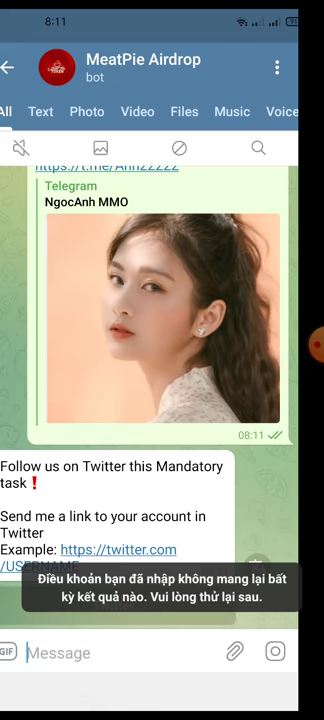 8:11
91
MeatPie Airdrop
bot
All Text Photo Video Files Music Voice
https://t.me/Anh22222
Telegram
NgocAnh MMO
08:11
Follow us on Twitter this Mandatory
task❗
Send me a link to your account in
Twitter
Example: https://twitter.com
/USERNAME
Điều khoản bạn đã nhập không mang lại bất
kỳ kết quả nào. Vui lòng thử lại sau.
GIF Message